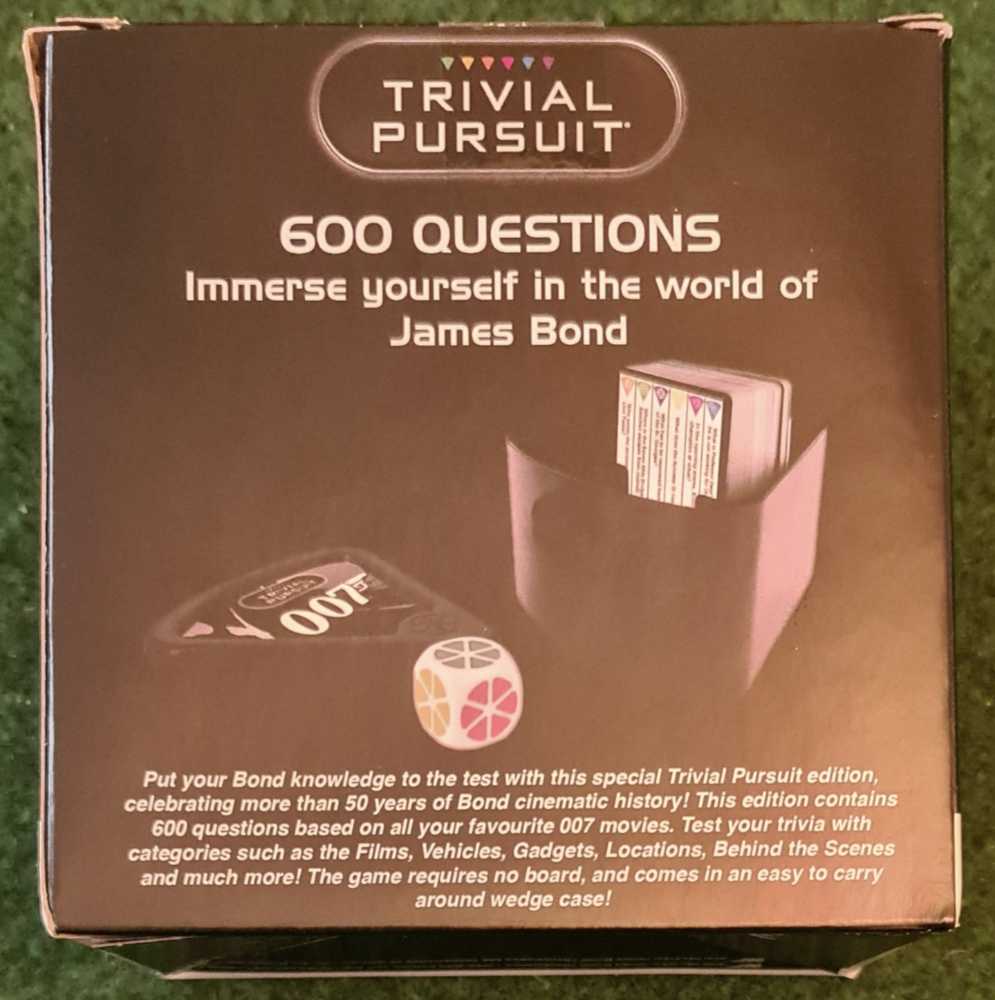 TRIVIAL
PURSUIT
600 QUESTIONS
Immerse yourself in the world of
James Bond
TRIVIAL
PURSUIT
007
Put your Bond knowledge to the test with this special Trivial Pursuit edition,
celebrating more than 50 years of Bond cinematic history! This edition contains
600 questions based on all your favourite 007 movies. Test your trivia with
categories such as the Films, Vehicles, Gadgets, Locations, Behind the Scenes
and much more! The game requires no board, and comes in an easy to carry
around wedge case!